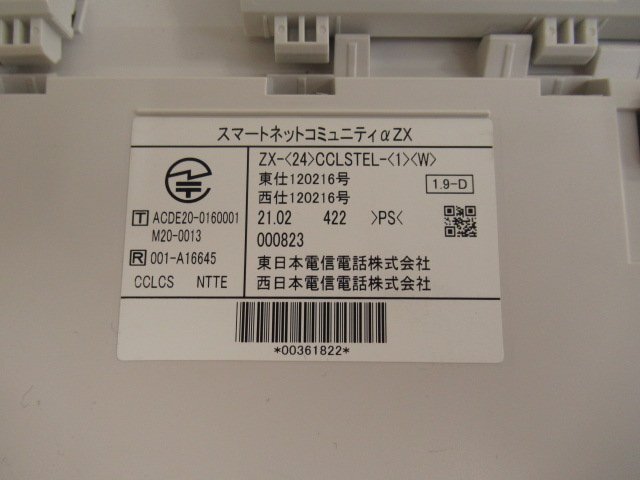 スマートネットコミュニティαZX
ZX-<24>CCLSTEL-<1><W>
東仕120216号
西仕120216号
1.9-D
T ACDE20-0160001
M20-0013
R 001-A16645
CCLCS NTTE
21.02 422 >PS<
000823
東日本電信電話株式会社
西日本電信電話株式会社
*00361822*